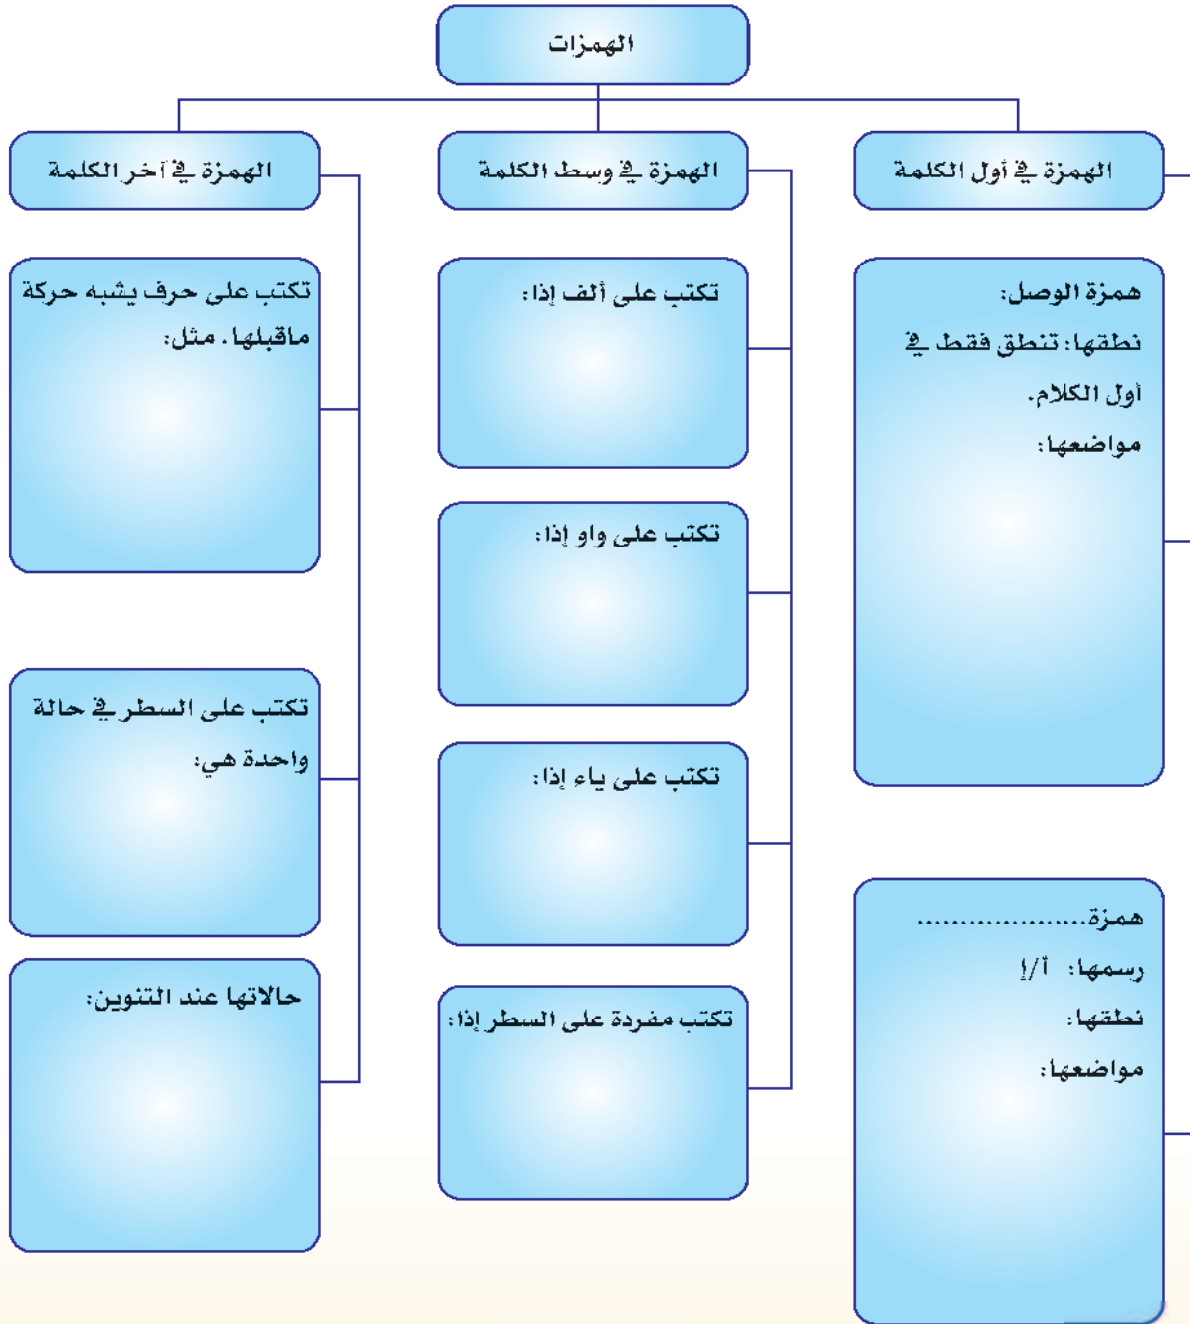 الهمزات
الهمزة في أول الكلمة
همزة الوصل:
نطقها: تنطق فقط في
أول الكلام.
مواضعها:
همزة....................
رسمها: أ/إ
نطقها:
مواضعها:
الهمزة في وسط الكلمة
تكتب على ألف إذا:
تكتب على واو إذا:
تكتب على ياء إذا:
تكتب مفردة على السطر إذا:
الهمزة في آخر الكلمة
تكتب على حرف يشبه حركة
ماقبلها. مثل:
تكتب على السطر في حالة
واحدة هي:
حالاتها عند التنوين: